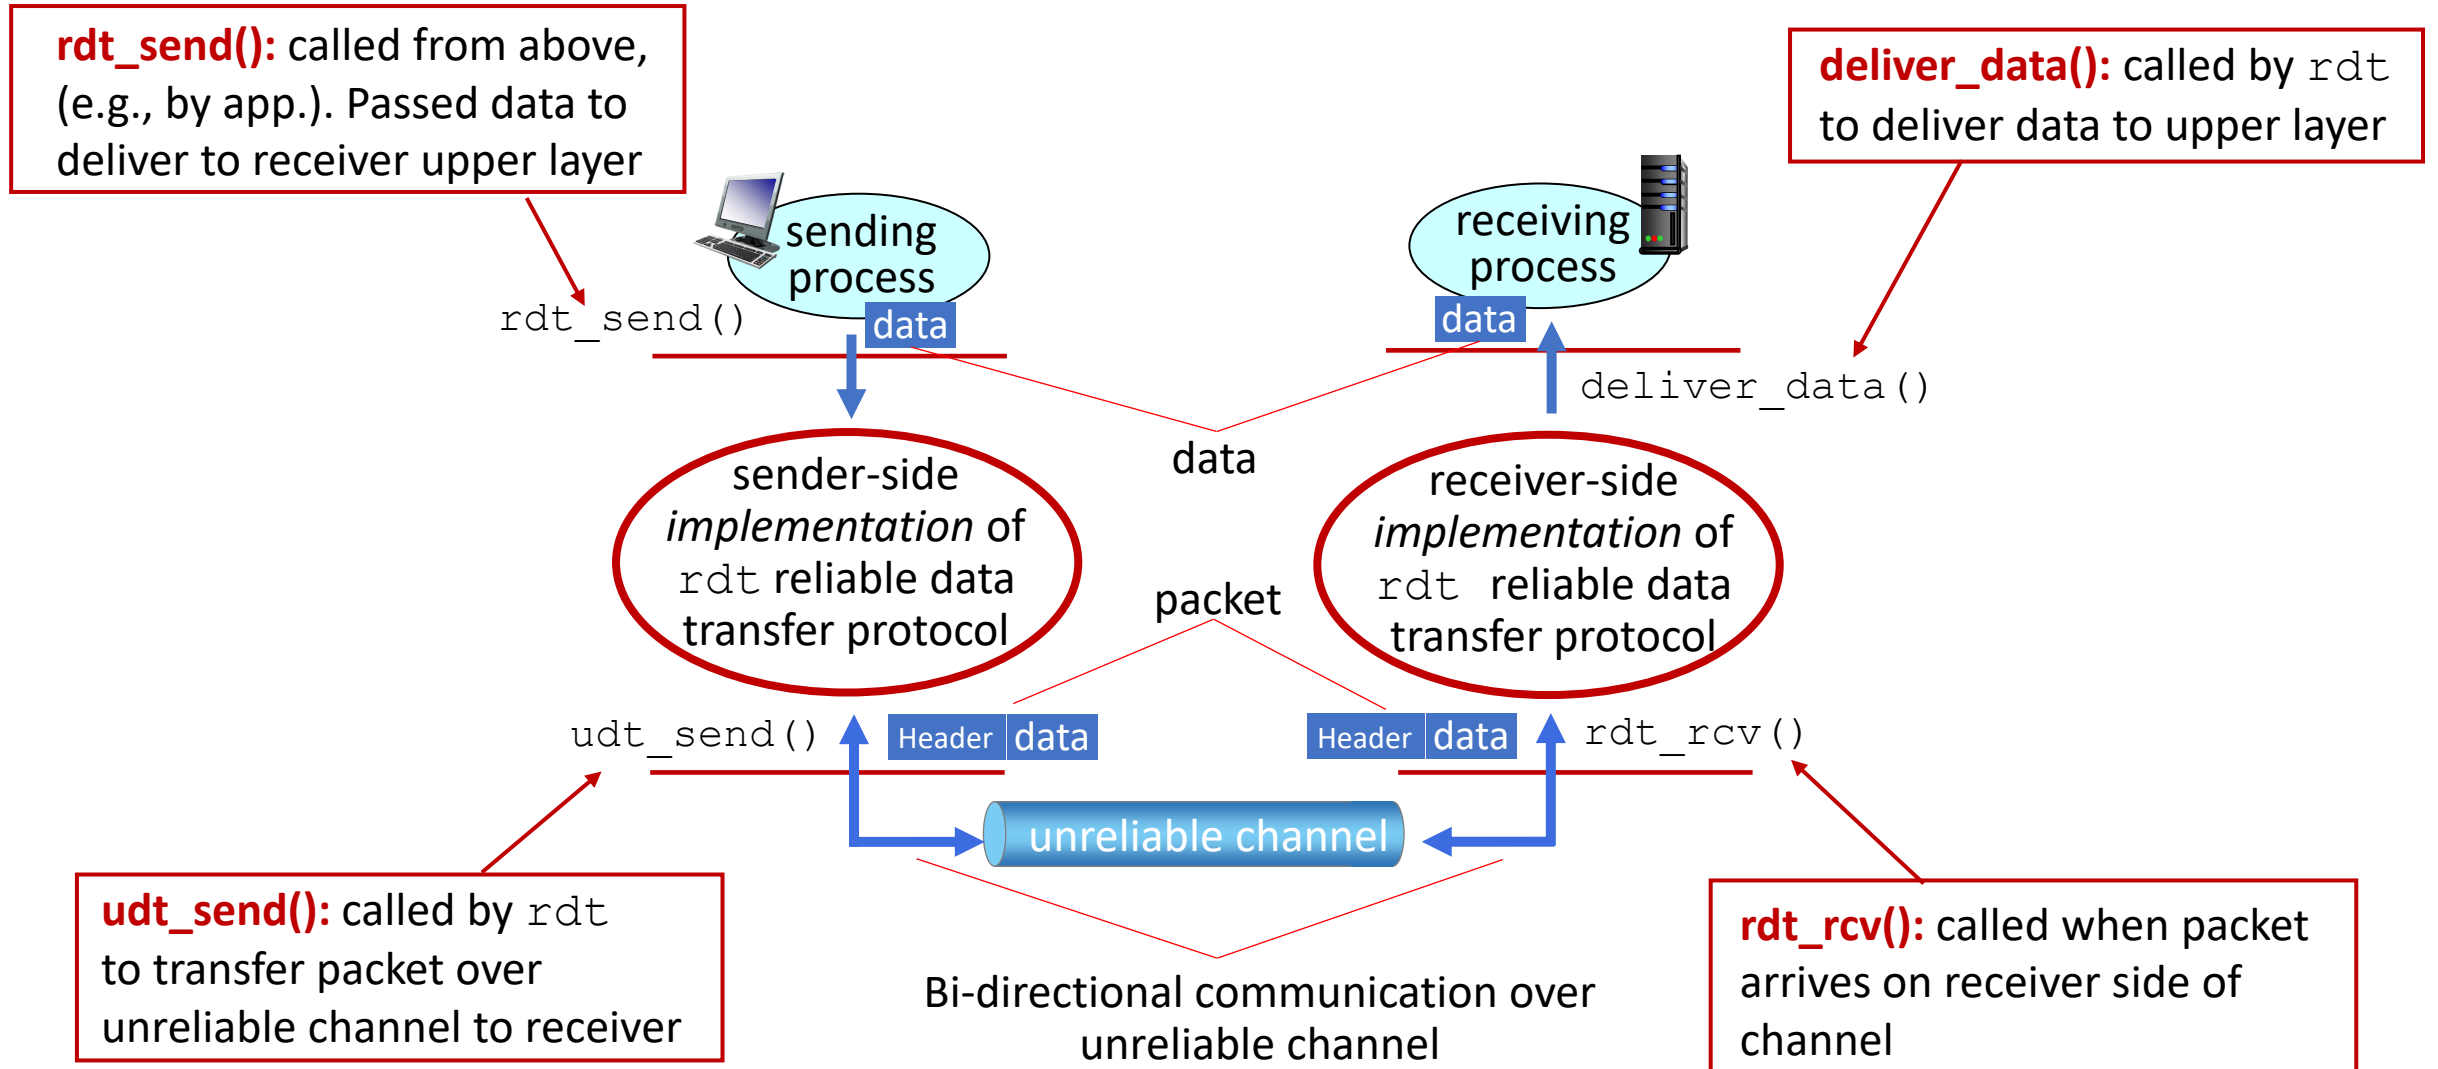 rdt_send(): called from above,
(e.g., by app.). Passed data to
deliver to receiver upper layer
deliver_data(): called by rdt
to deliver data to upper layer
sending
process
receiving
process
rdt_send()
data
data
deliver_data()
data
sender-side
implementation of
rdt reliable data
transfer protocol
receiver-side
implementation of
rdt reliable data
transfer protocol
packet
udt_send()
Header data
Header data
rdt_rcv()
unreliable channel
udt_send(): called by rdt
to transfer packet over
unreliable channel to receiver
Bi-directional communication over
unreliable channel
rdt_rcv(): called when packet
arrives on receiver side of
channel